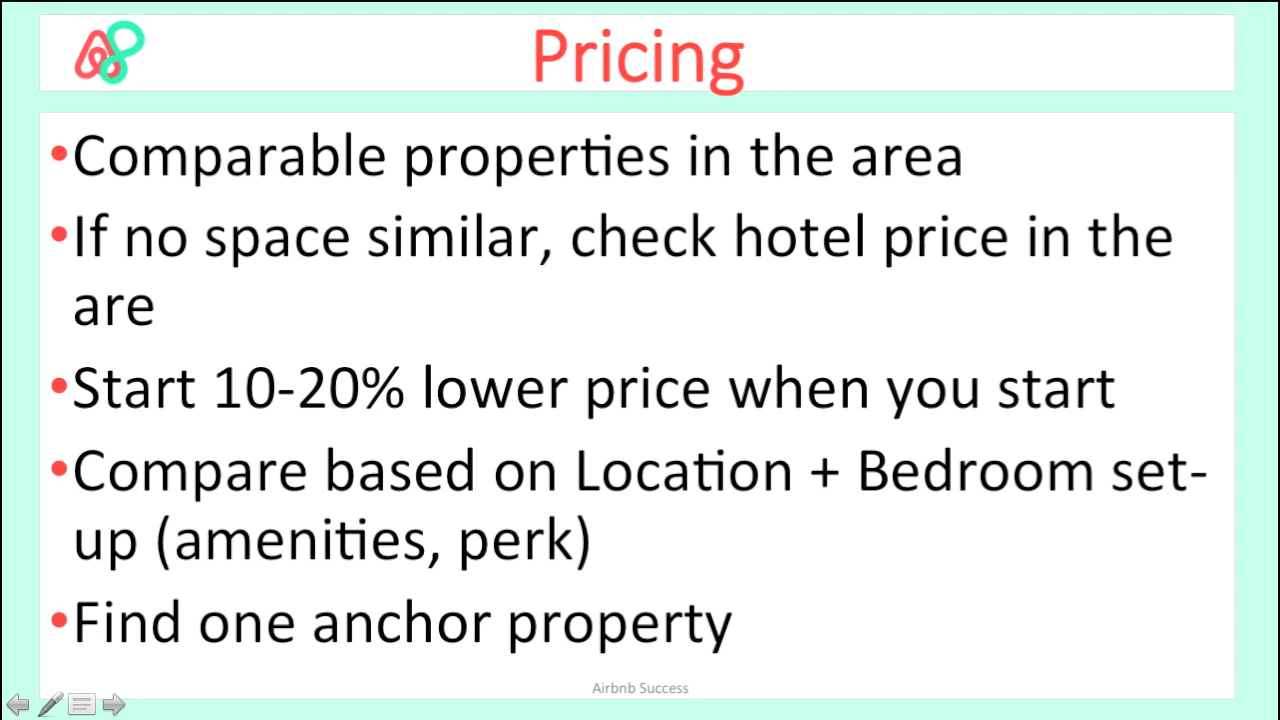 Pricing
•Comparable properties in the area
•If no space similar, check hotel price in the
are
•Start 10-20% lower price when you start
•Compare based on Location + Bedroom set-
up (amenities, perk)
•Find one anchor property
Airbnb Success